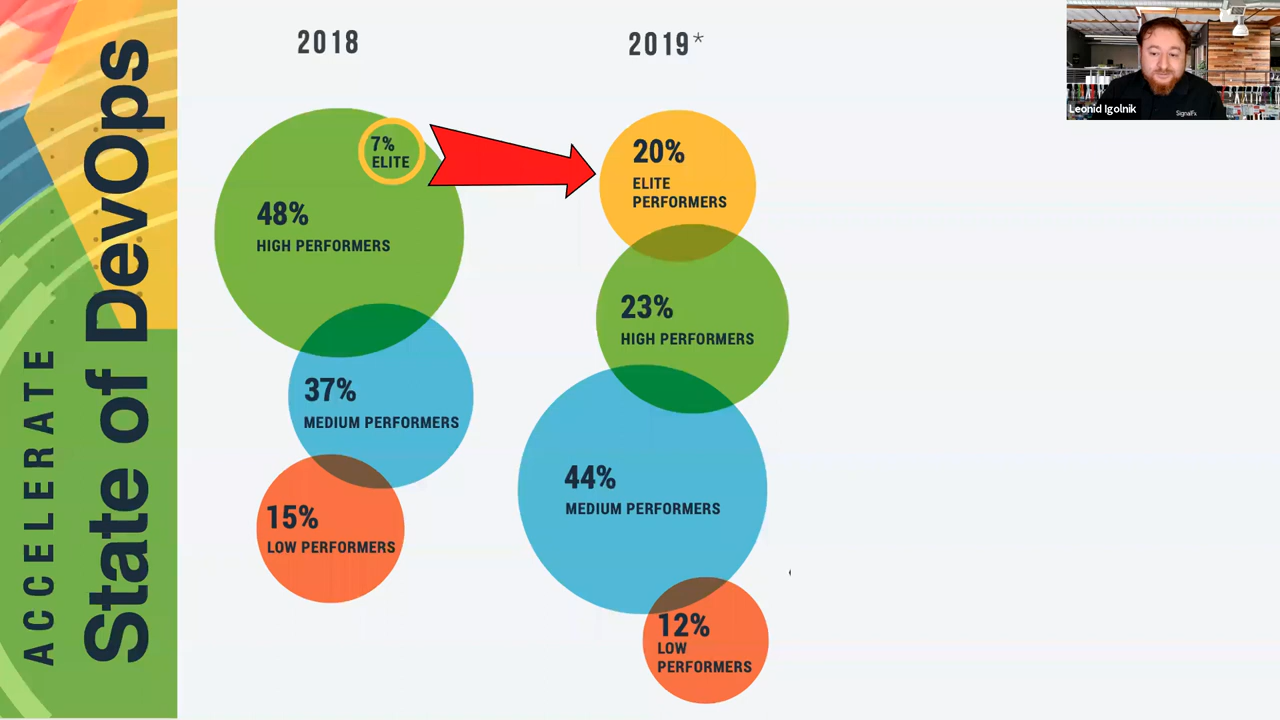 ACCELERATE
State of DevOps
2018
7%
ELITE
48%
HIGH PERFORMERS
37%
MEDIUM PERFORMERS
15%
LOW PERFORMERS
2019*
20%
ELITE
PERFORMERS
23%
HIGH PERFORMERS
44%
MEDIUM PERFORMERS
12%
LOW
PERFORMERS
Leonid Igolnik
SignalFx